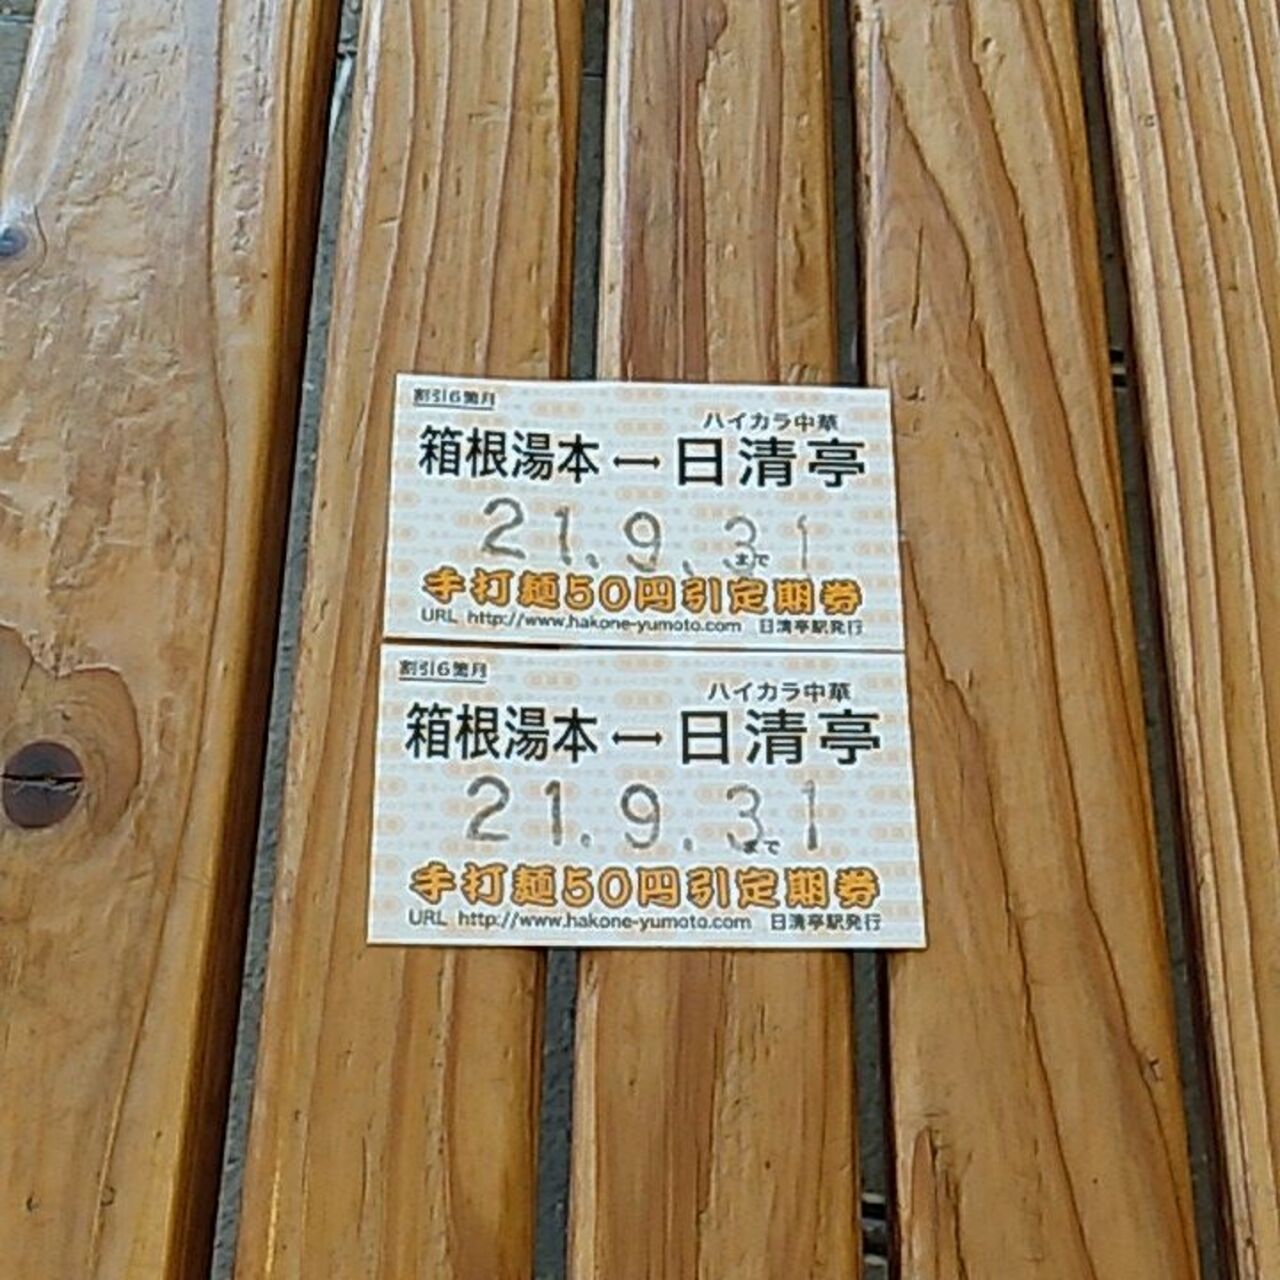 割引6箇月
ハイカラ中華
箱根湯本↔日清亭
21.9.31
まで
手打麺50円引定期券
URL http://www.hakone-yumoto.com 日清亭駅発行
割引6箇月
ハイカラ中華
箱根湯本↔日清亭
21.9.31
まで
手打麺50円引定期券
URL http://www.hakone-yumoto.com 日清亭駅発行